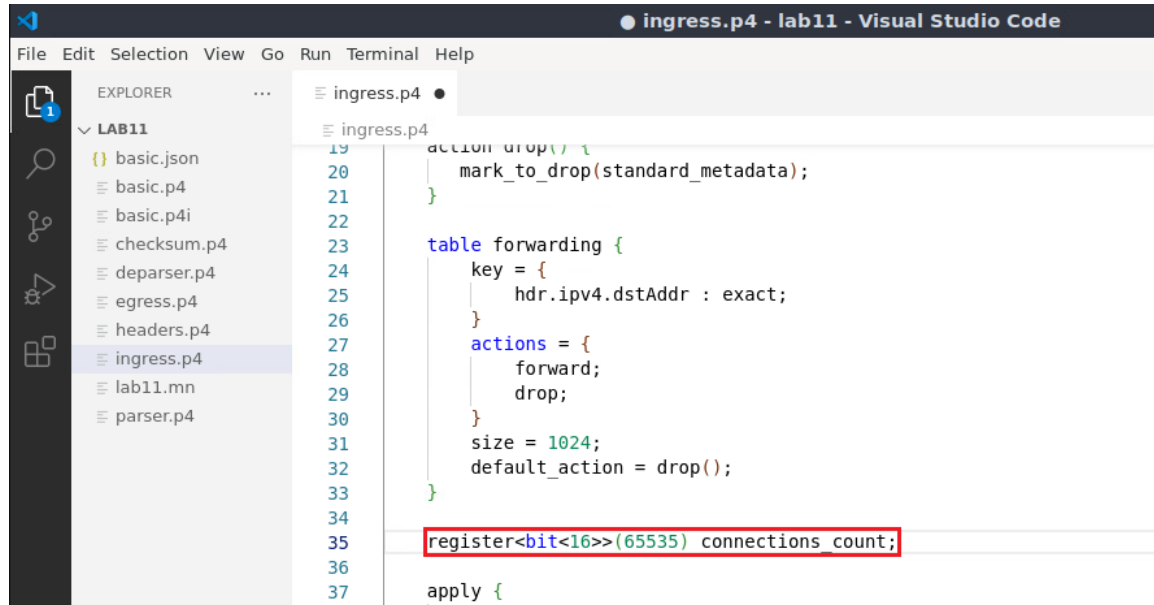 ingress.p4 - lab11 - Visual Studio Code
File Edit Selection View Go Run Terminal Help
1
EXPLORER ...
LAB11
{} basic.json
basic.p4
basic.p4i
checksum.p4
deparser.p4
egress.p4
headers.p4
ingress.p4
lab11.mn
parser.p4
ingress.p4 ●
ingress.p4
19 action drop() {
20 mark_to_drop(standard_metadata);
21 }
22
23 table forwarding {
24 key = {
25 hdr.ipv4.dstAddr : exact;
26 }
27 actions = {
28 forward;
29 drop;
30 }
31 size = 1024;
32 default_action = drop();
33 }
34
35 register<bit<16>>(65535) connections_count;
36
37 apply {